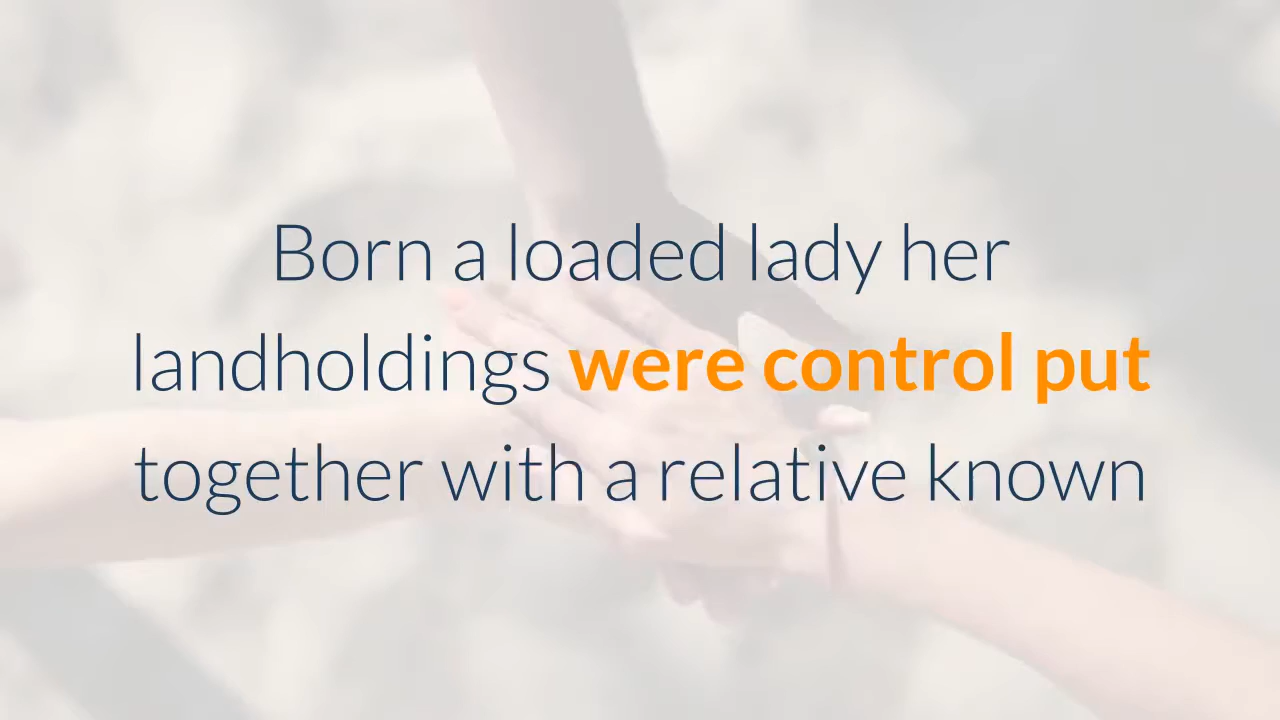 Born a loaded lady her
landholdings were control put
together with a relative known